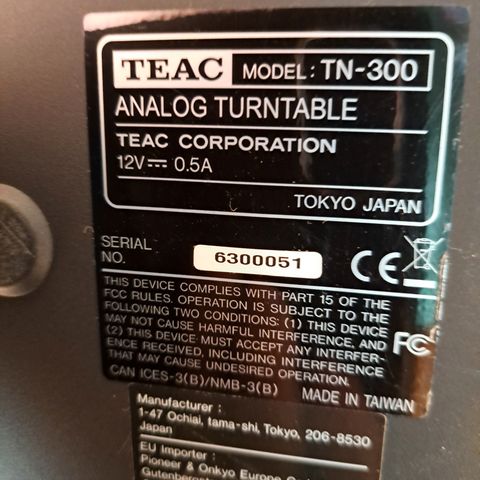 TEAC MODEL: TN-300
ANALOG TURNTABLE
TEAC CORPORATION
12V⎓ 0.5A
TOKYO JAPAN
SERIAL
NO.
6300051
CE
THIS DEVICE COMPLIES WITH PART 15 OF THE
FCC RULES. OPERATION IS SUBJECT TO THE
FOLLOWING TWO CONDITIONS: (1) THIS DEVICE
MAY NOT CAUSE HARMFUL INTERFERENCE, AND
(2) THIS DEVICE MUST ACCEPT ANY INTERFER-
ENCE RECEIVED, INCLUDING INTERFERENCE
THAT MAY CAUSE UNDESIRED OPERATION.
FC
CAN ICES-3(B)/NMB-3(B)
MADE IN TAIWAN
Manufacturer :
1-47 Ochiai, tama-shi, Tokyo, 206-8530
Japan
EU Importer :
Pioneer & Onkyo Europe